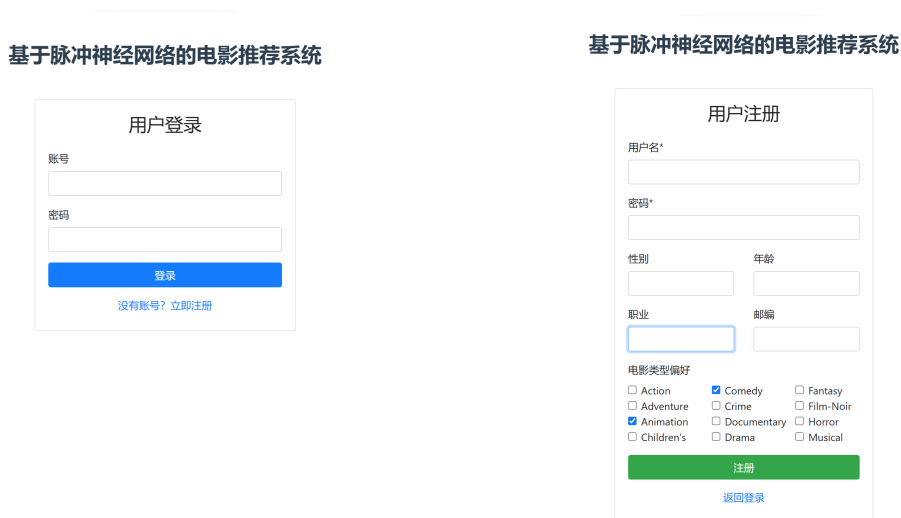 基于脉冲神经网络的电影推荐系统
用户登录
账号
密码
登录
没有账号？立即注册
基于脉冲神经网络的电影推荐系统
用户注册
用户名*
密码*
性别 年龄
职业 邮编
电影类型偏好
Action Comedy Fantasy
Adventure Crime Film-Noir
Animation Documentary Horror
Children's Drama Musical
注册
返回登录